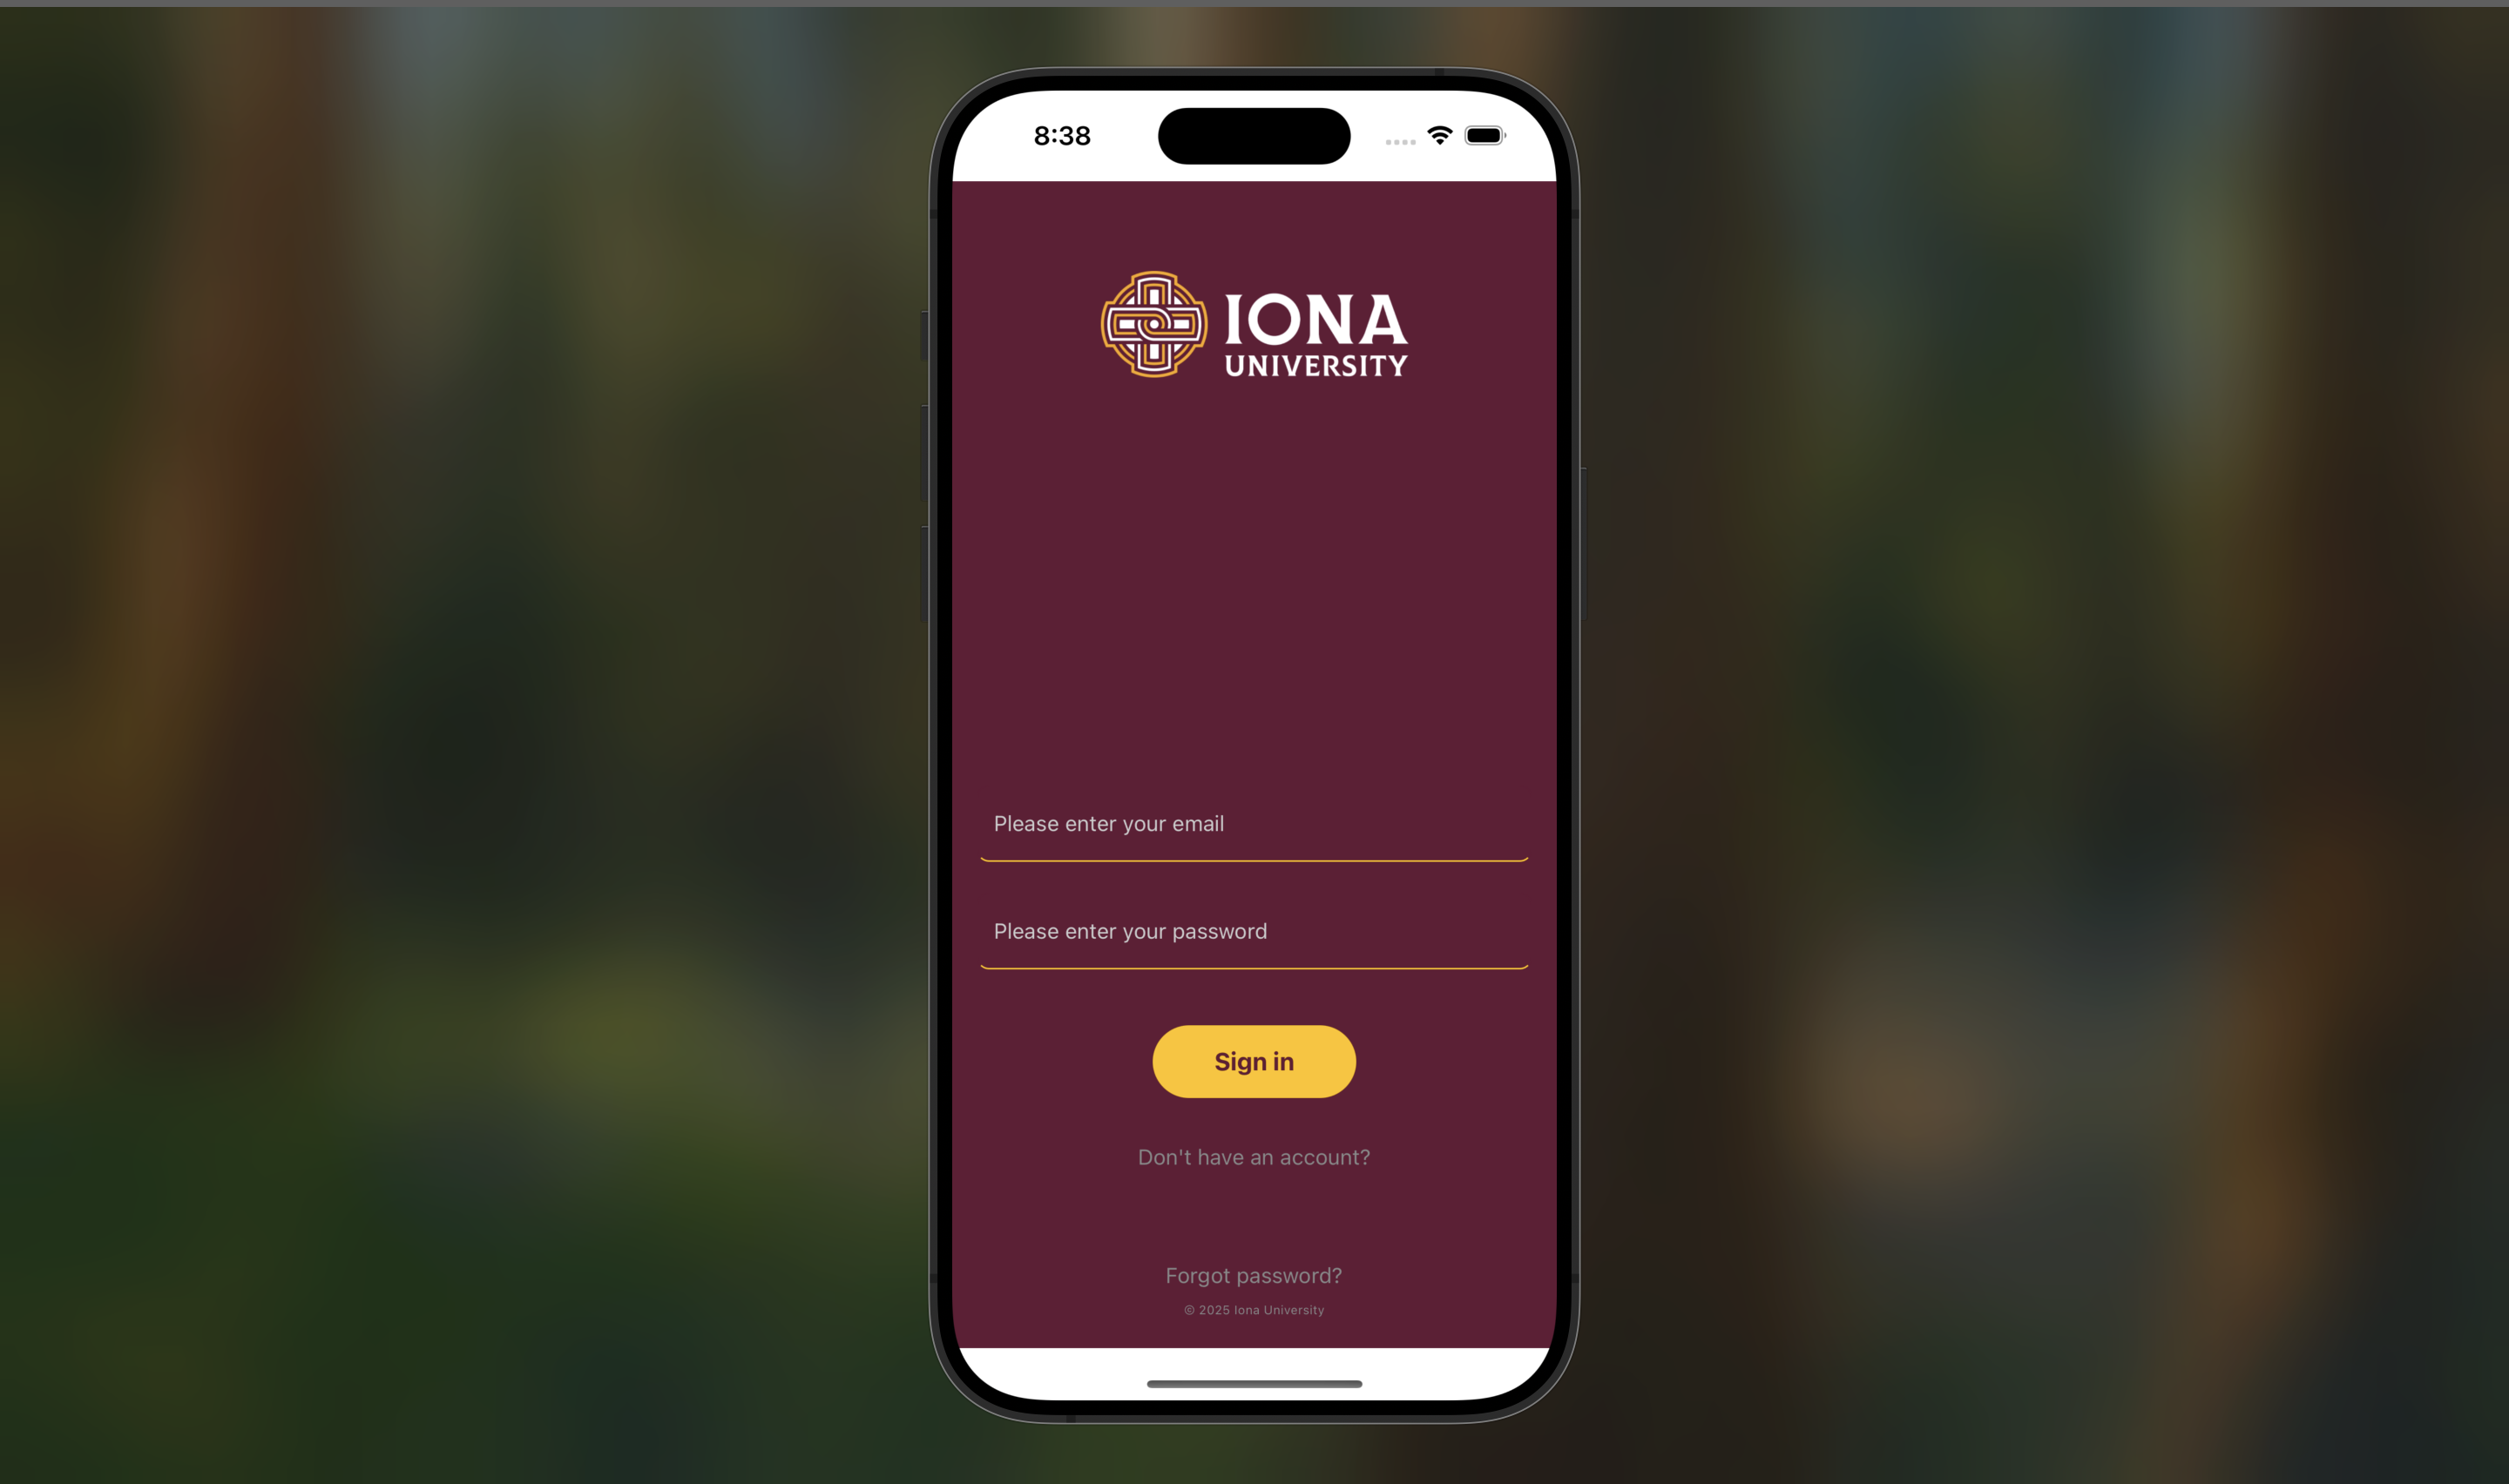 8:38
IONA
UNIVERSITY
Please enter your email
Please enter your password
Sign in
Don't have an account?
Forgot password?
© 2025 Iona University